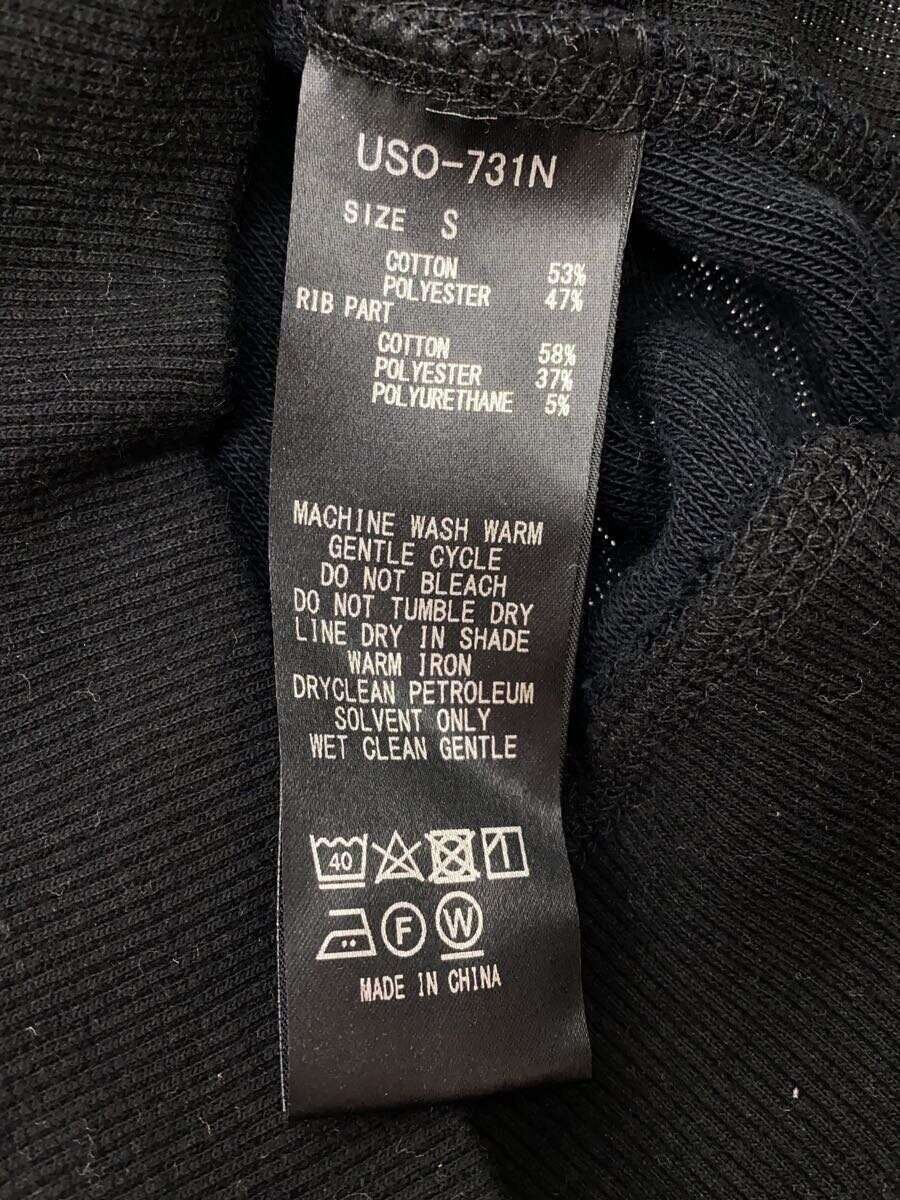 USO-731N
SIZE S
COTTON 53%
POLYESTER 47%
RIB PART
COTTON 58%
POLYESTER 37%
POLYURETHANE 5%
MACHINE WASH WARM
GENTLE CYCLE
DO NOT BLEACH
DO NOT TUMBLE DRY
LINE DRY IN SHADE
WARM IRON
DRYCLEAN PETROLEUM
SOLVENT ONLY
WET CLEAN GENTLE
40
F W
MADE IN CHINA